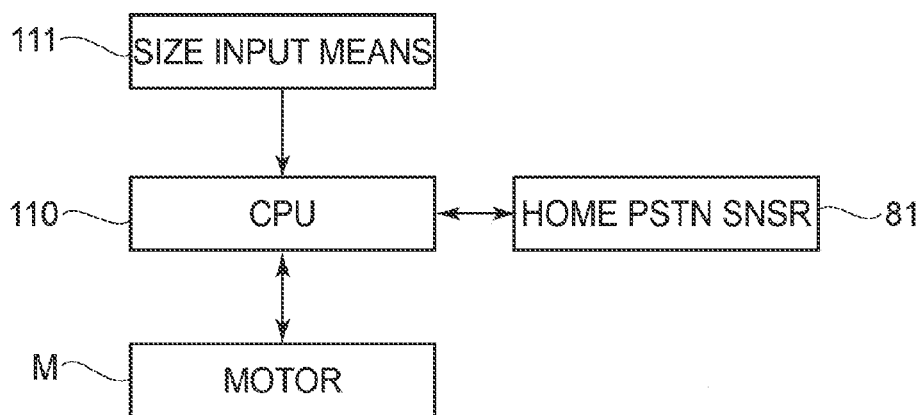 111 SIZE INPUT MEANS
110 CPU HOME PSTN SNSR 81
M MOTOR